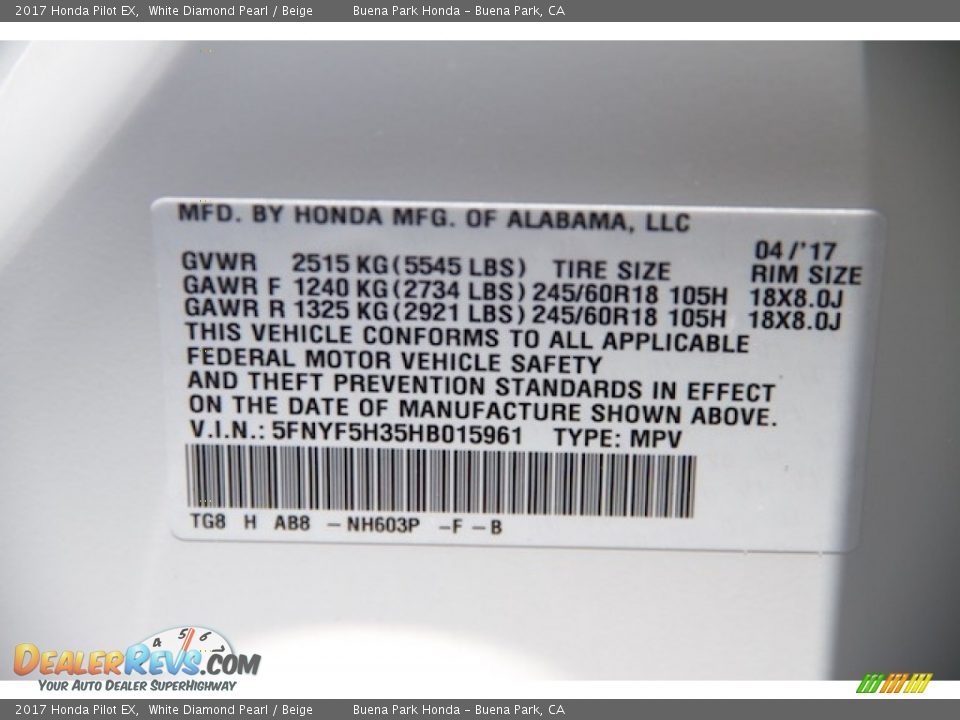 2017 Honda Pilot EX, White Diamond Pearl / Beige Buena Park Honda – Buena Park, CA
MFD. BY HONDA MFG. OF ALABAMA, LLC
04 /'17
GVWR 2515 KG(5545 LBS) TIRE SIZE RIM SIZE
GAWR F 1240 KG(2734 LBS) 245/60R18 105H 18X8.0J
GAWR R 1325 KG(2921 LBS) 245/60R18 105H 18X8.0J
THIS VEHICLE CONFORMS TO ALL APPLICABLE
FEDERAL MOTOR VEHICLE SAFETY
AND THEFT PREVENTION STANDARDS IN EFFECT
ON THE DATE OF MANUFACTURE SHOWN ABOVE.
V.I.N.: 5FNYF5H35HB015961 TYPE: MPV
TG8 H AB8 – NH603P – F – B
4 5 6
DEALERREVS.COM
YOUR AUTO DEALER SUPERHIGHWAY
2017 Honda Pilot EX, White Diamond Pearl / Beige Buena Park Honda – Buena Park, CA